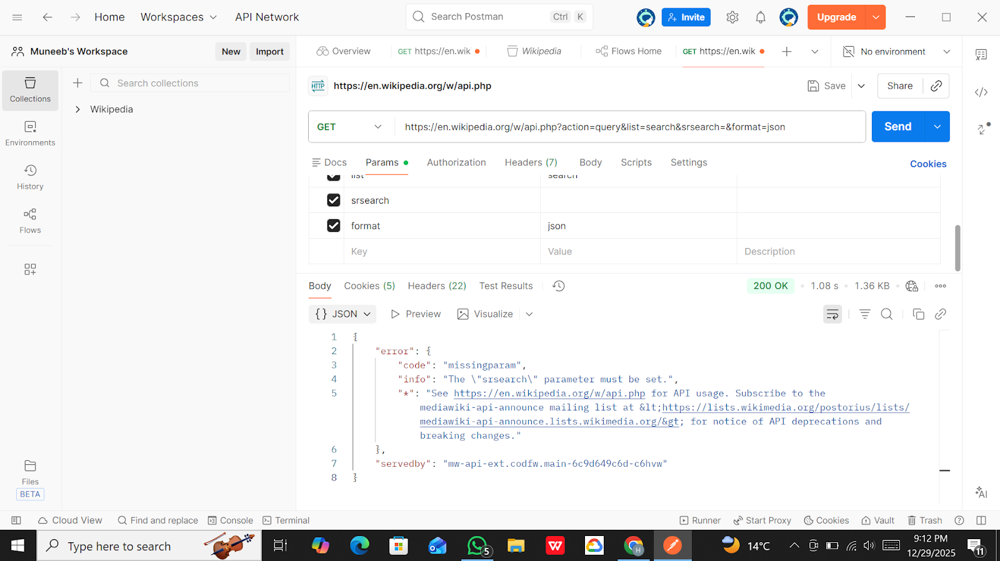 Home
Workspaces
API Network
Search Postman
Ctrl
K
Invite
Upgrade
Muneeb's Workspace
New
Import
Overview
GET https://en.wik
Wikipedia
Flows Home
GET https://en.wik
No environment
Collections
Environments
History
Flows
Files
BETA
Search collections
Wikipedia
HTTP
https://en.wikipedia.org/w/api.php
Save
Share
GET
https://en.wikipedia.org/w/api.php?action=query&list=search&srsearch=&format=json
Send
Docs
Params
Authorization
Headers (7)
Body
Scripts
Settings
Cookies
list search
srsearch
format json
Key Value Description
Body
Cookies (5)
Headers (22)
Test Results
200 OK
1.08 s
1.36 KB
{} JSON
Preview
Visualize
1 {
2 "error": {
3 "code": "missingparam",
4 "info": "The \"srsearch\" parameter must be set.",
5 "*": "See https://en.wikipedia.org/w/api.php for API usage. Subscribe to the
mediawiki-api-announce mailing list at &lt;https://lists.wikimedia.org/postorius/lists/
mediawiki-api-announce.lists.wikimedia.org/&gt; for notice of API deprecations and
breaking changes."
6 },
7 "servedby": "mw-api-ext.codfw.main-6c9d649c6d-c6hvw"
8 }
AI
Cloud View
Find and replace
Console
Terminal
Runner
Start Proxy
Cookies
Vault
Trash
Type here to search
5
W
H
14°C
9:12 PM
12/29/2025
11